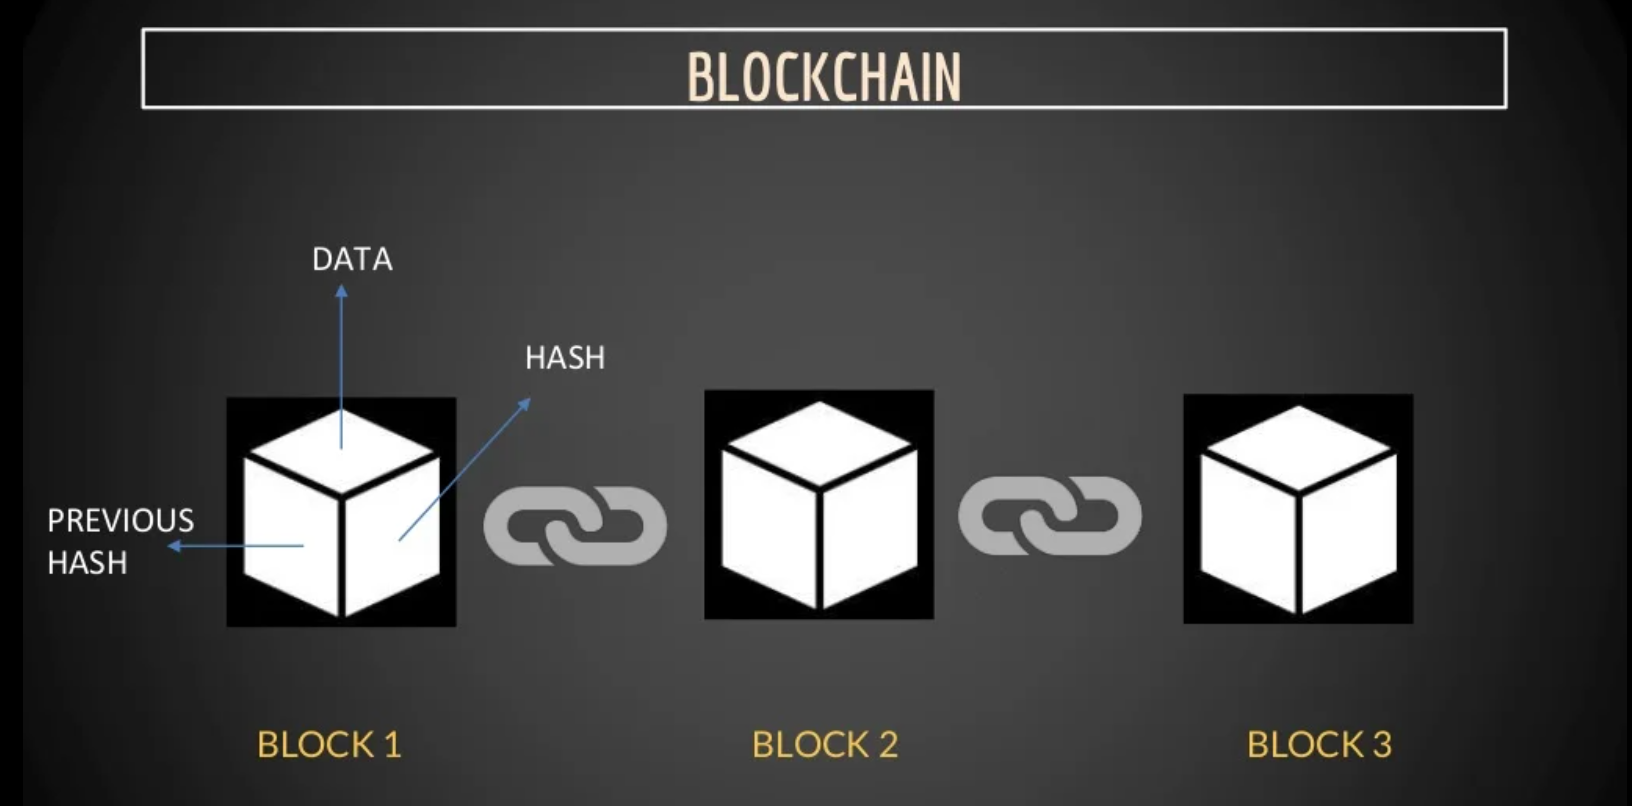 BLOCKCHAIN
DATA
HASH
PREVIOUS
HASH
BLOCK 1
BLOCK 2
BLOCK 3